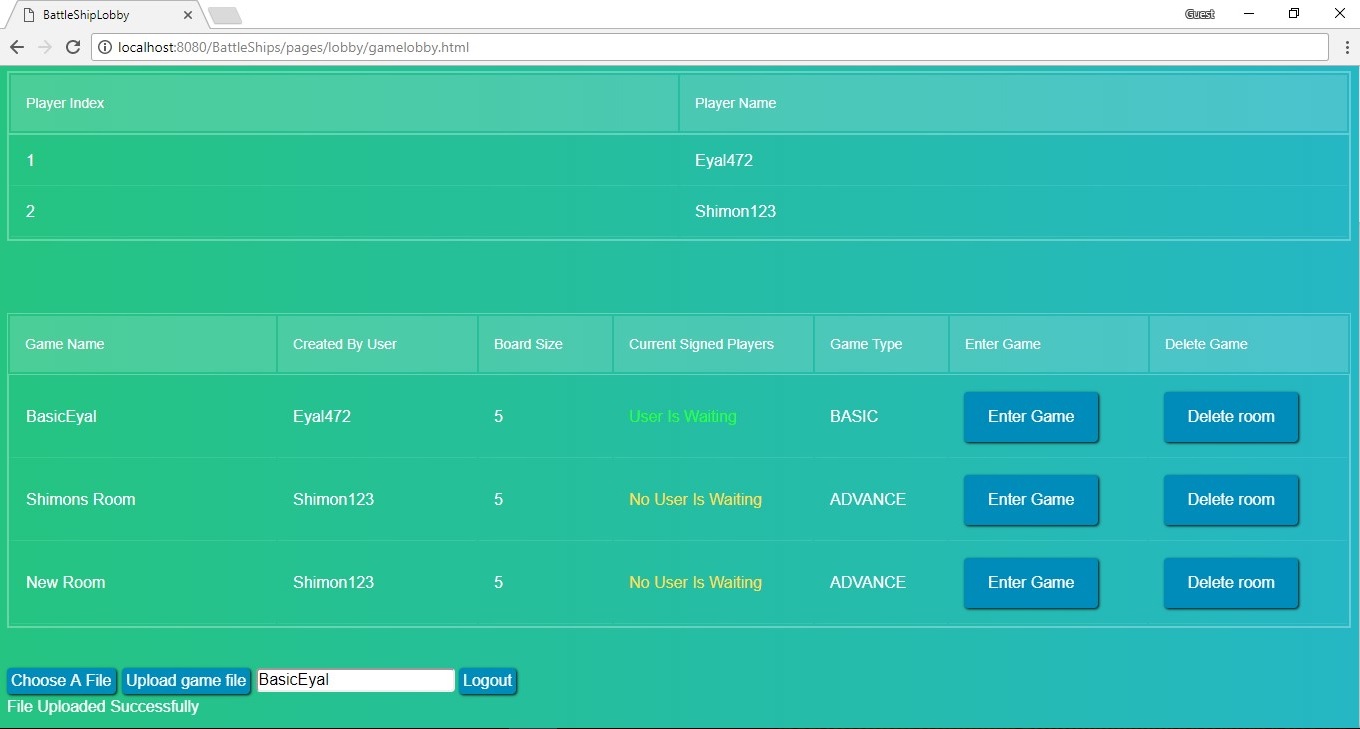 BattleShipLobby
Guest
localhost:8080/BattleShips/pages/lobby/gamelobby.html
Player Index Player Name
1 Eyal472
2 Shimon123
Game Name Created By User Board Size Current Signed Players Game Type Enter Game Delete Game
BasicEyal Eyal472 5 User Is Waiting BASIC Enter Game Delete room
Shimons Room Shimon123 5 No User Is Waiting ADVANCE Enter Game Delete room
New Room Shimon123 5 No User Is Waiting ADVANCE Enter Game Delete room
Choose A File Upload game file BasicEyal Logout
File Uploaded Successfully